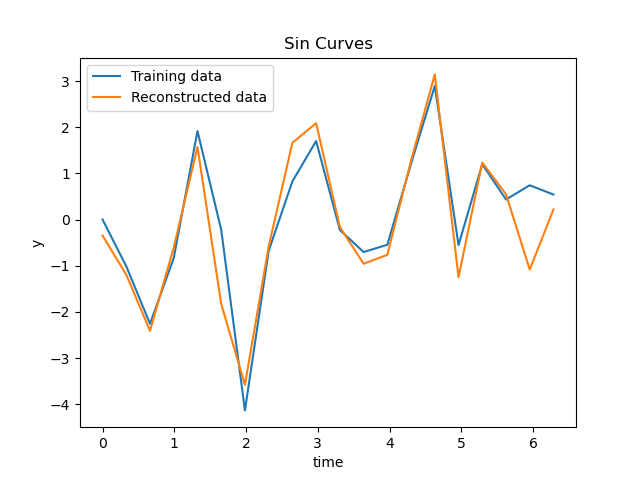 Sin Curves
Training data
Reconstructed data
3
2
1
0
−1
−2
−3
−4
y
0 1 2 3 4 5 6
time